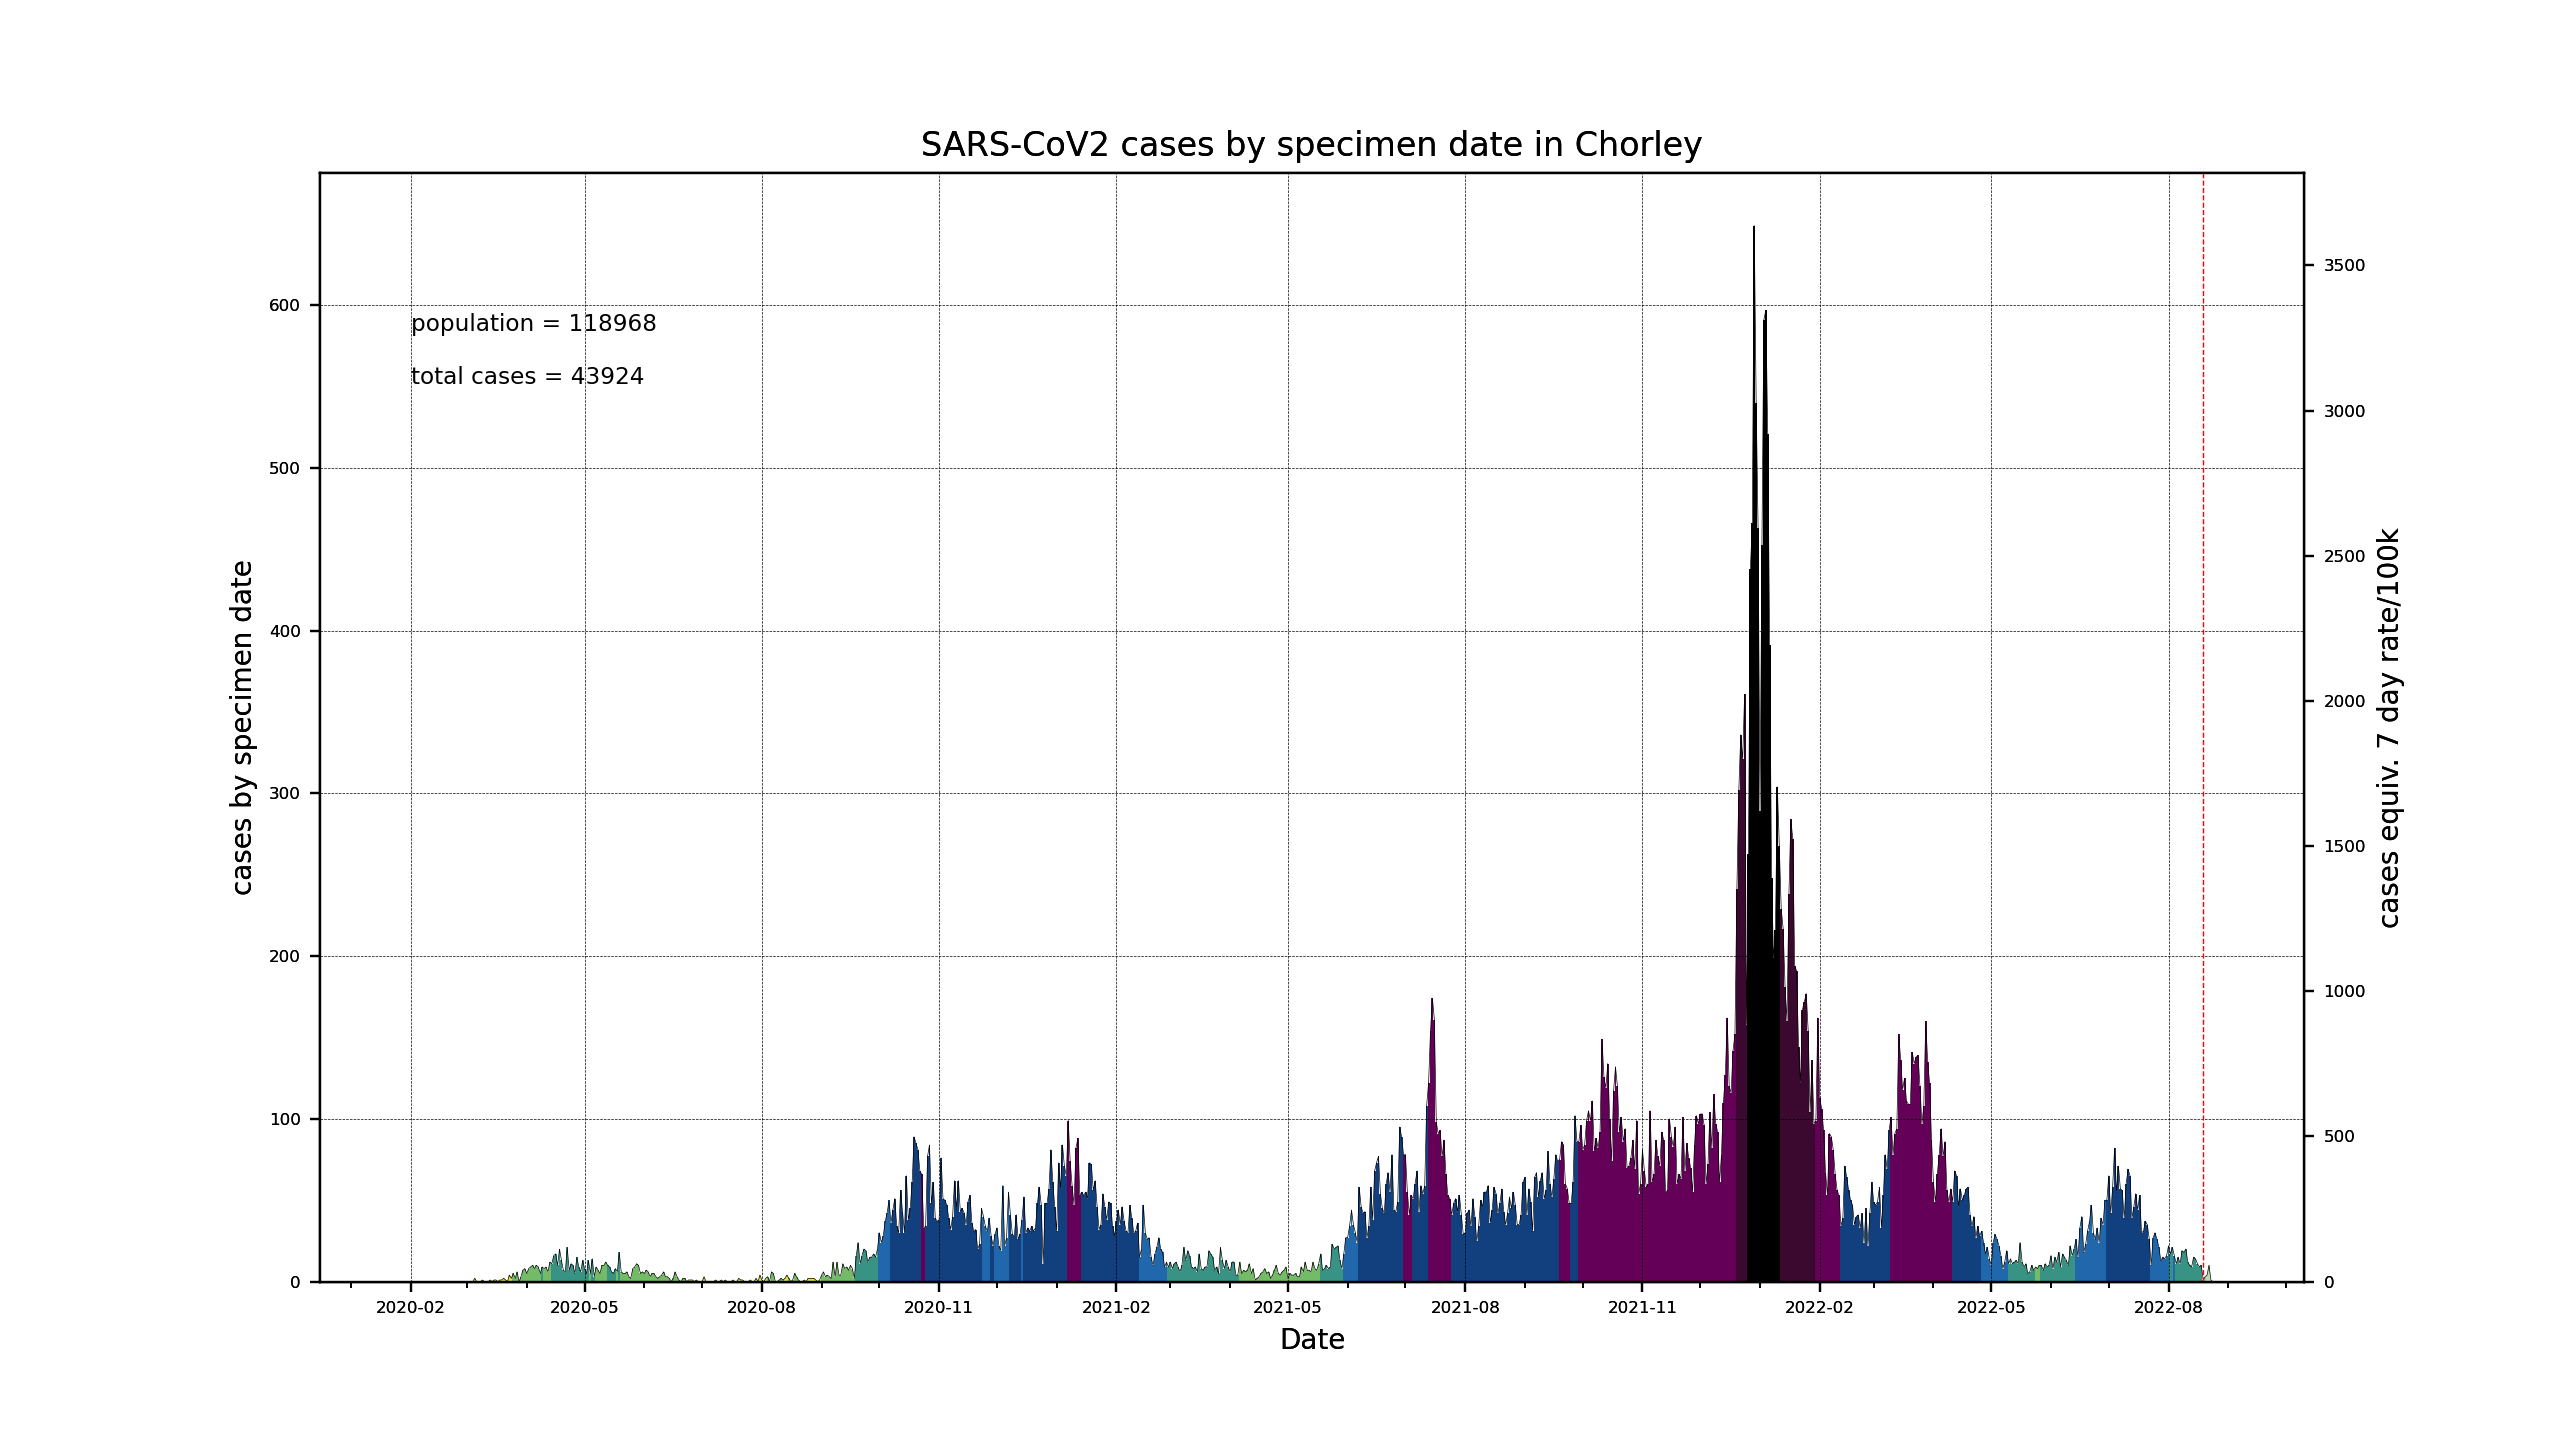 SARS-CoV2 cases by specimen date in Chorley
population = 118968
total cases = 43924
cases by specimen date
600
500
400
300
200
100
0
3500
3000
2500
2000
1500
1000
500
0
cases equiv. 7 day rate/100k
2020-02 2020-05 2020-08 2020-11 2021-02 2021-05 2021-08 2021-11 2022-02 2022-05 2022-08
Date